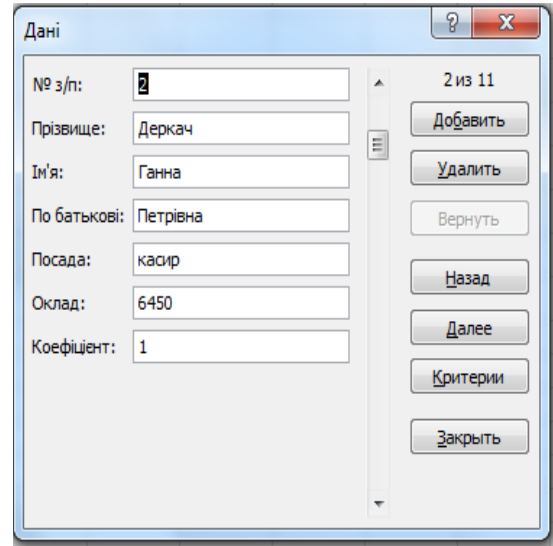 Дані
№ з/п: 2
Прізвище: Деркач
Ім'я: Ганна
По батькові: Петрівна
Посада: касир
Оклад: 6450
Коефіцієнт: 1
2 из 11
Добавить
Удалить
Вернуть
Назад
Далее
Критерии
Закрыть